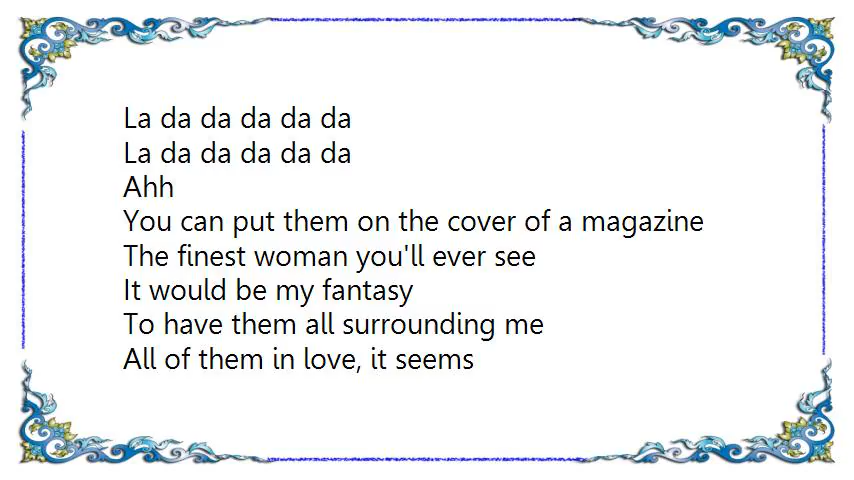 La da da da da da
La da da da da da
Ahh
You can put them on the cover of a magazine
The finest woman you'll ever see
It would be my fantasy
To have them all surrounding me
All of them in love, it seems